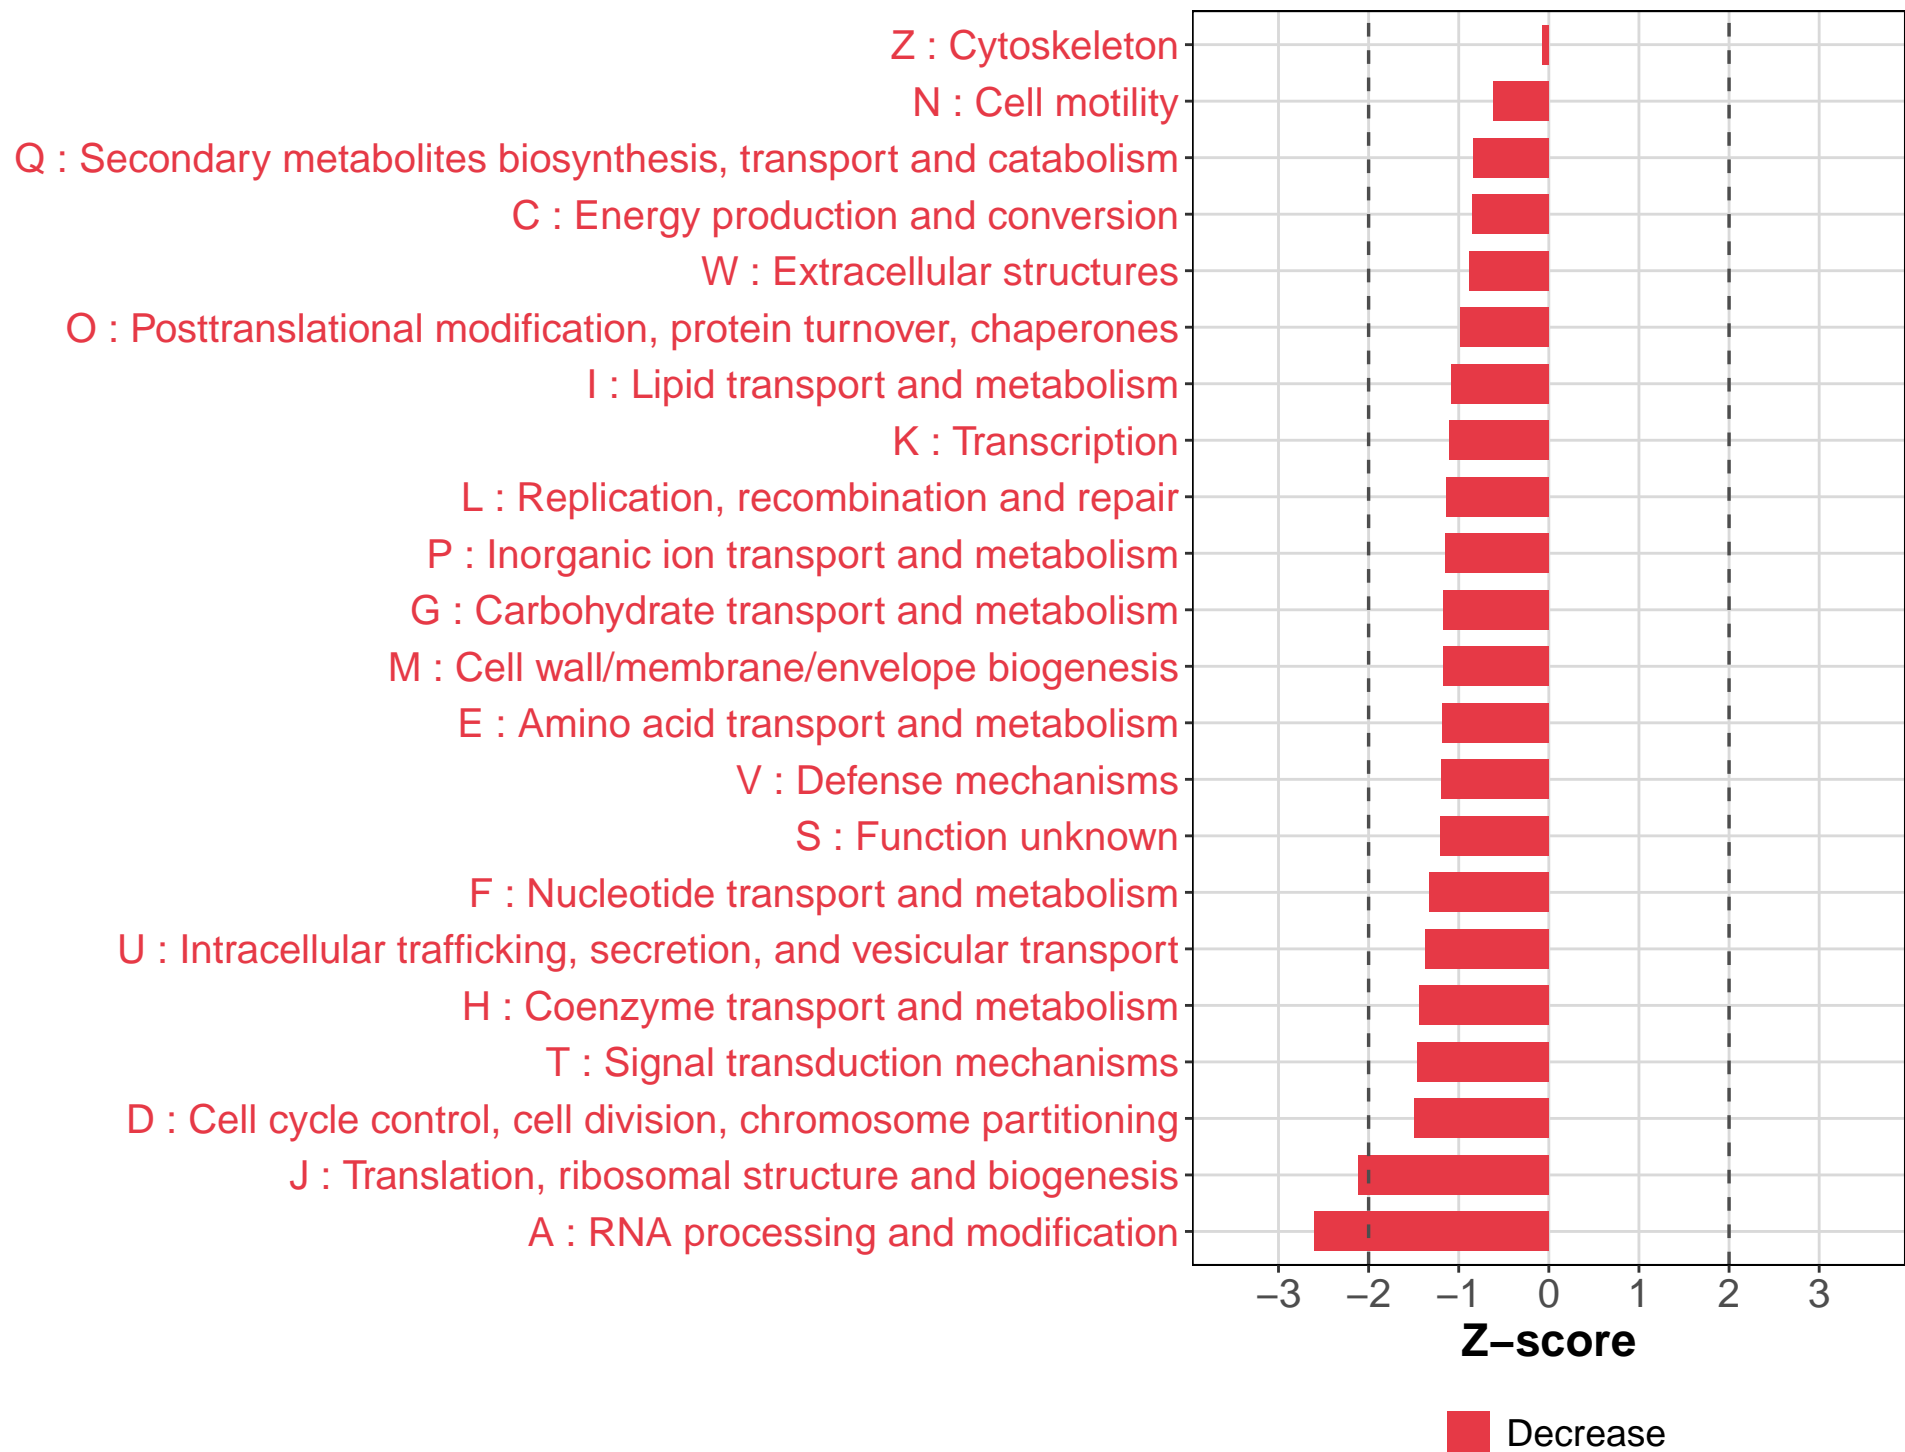 Z : Cytoskeleton
N : Cell motility
Q : Secondary metabolites biosynthesis, transport and catabolism
C : Energy production and conversion
W : Extracellular structures
O : Posttranslational modification, protein turnover, chaperones
I : Lipid transport and metabolism
K : Transcription
L : Replication, recombination and repair
P : Inorganic ion transport and metabolism
G : Carbohydrate transport and metabolism
M : Cell wall/membrane/envelope biogenesis
E : Amino acid transport and metabolism
V : Defense mechanisms
S : Function unknown
F : Nucleotide transport and metabolism
U : Intracellular trafficking, secretion, and vesicular transport
H : Coenzyme transport and metabolism
T : Signal transduction mechanisms
D : Cell cycle control, cell division, chromosome partitioning
J : Translation, ribosomal structure and biogenesis
A : RNA processing and modification
−3 −2 −1 0 1 2 3
Z−score
Decrease